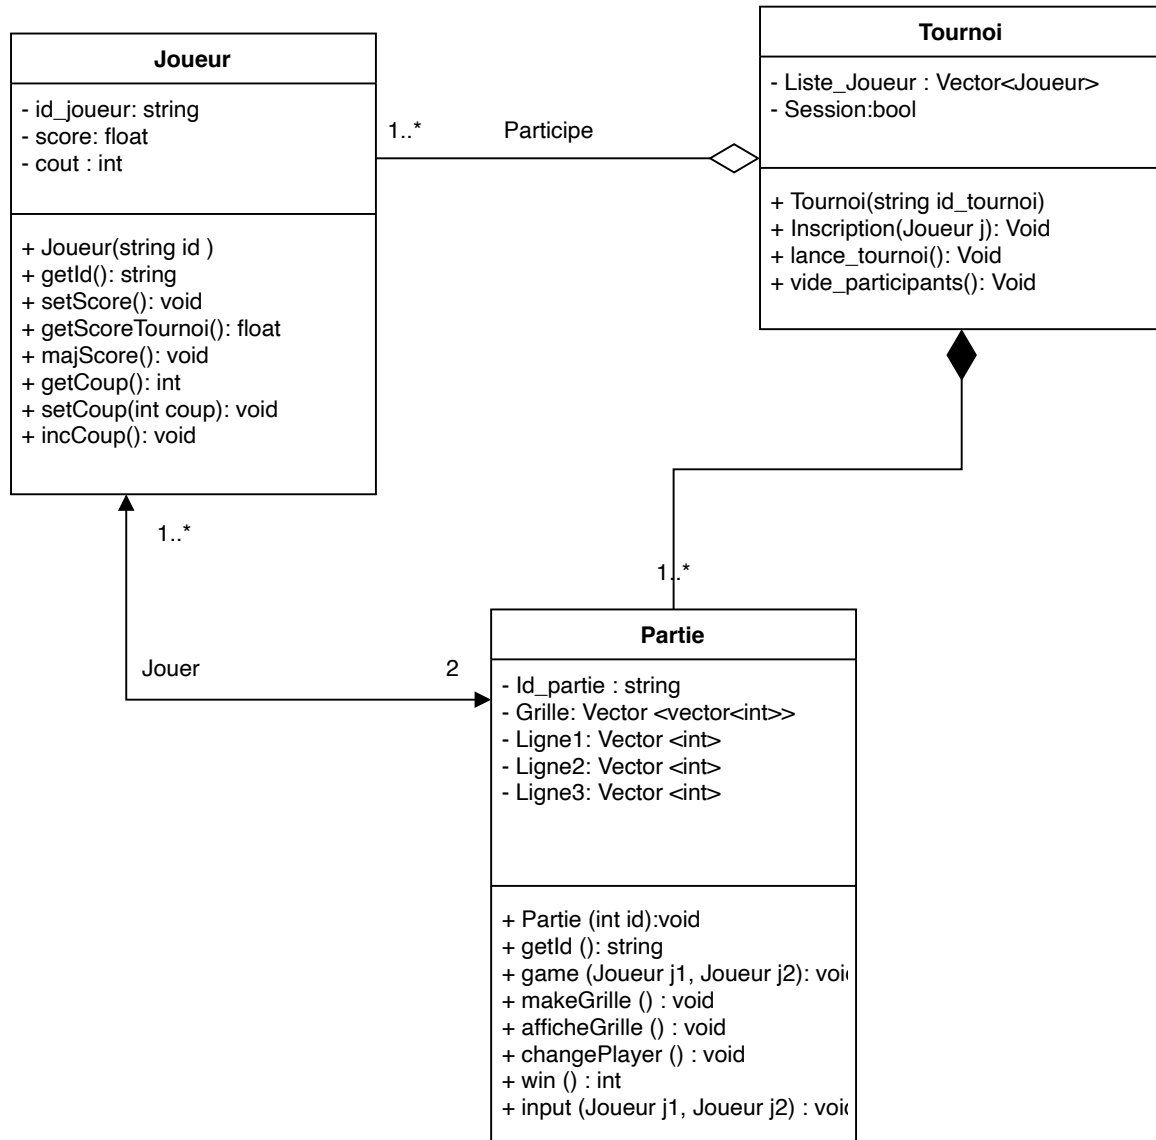 Joueur
- id_joueur: string
- score: float
- cout : int
+ Joueur(string id )
+ getId(): string
+ setScore(): void
+ getScoreTournoi(): float
+ majScore(): void
+ getCoup(): int
+ setCoup(int coup): void
+ incCoup(): void
1..*
Participe
Tournoi
- Liste_Joueur : Vector<Joueur>
- Session:bool
+ Tournoi(string id_tournoi)
+ Inscription(Joueur j): Void
+ lance_tournoi(): Void
+ vide_participants(): Void
1..*
Jouer
2
1..*
Partie
- Id_partie : string
- Grille: Vector <vector<int>>
- Ligne1: Vector <int>
- Ligne2: Vector <int>
- Ligne3: Vector <int>
+ Partie (int id):void
+ getId (): string
+ game (Joueur j1, Joueur j2): void
+ makeGrille () : void
+ afficheGrille () : void
+ changePlayer () : void
+ win () : int
+ input (Joueur j1, Joueur j2) : void